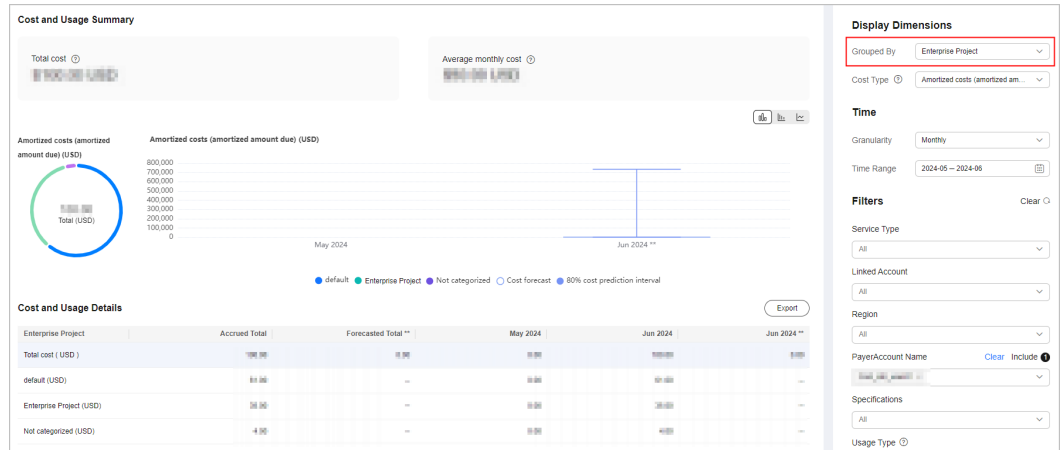 Cost and Usage Summary
Total cost
Average monthly cost
Amortized costs (amortized
amount due) (USD)
Total (USD)
Amortized costs (amortized amount due) (USD)
800,000
700,000
600,000
500,000
400,000
300,000
200,000
100,000
0
May 2024
Jun 2024 **
default
Enterprise Project
Not categorized
Cost forecast
80% cost prediction interval
Cost and Usage Details
Export
Enterprise Project Accrued Total Forecasted Total ** May 2024 Jun 2024 Jun 2024 **
Total cost ( USD )
default (USD) -- --
Enterprise Project (USD) -- --
Not categorized (USD) -- --
Display Dimensions
Grouped By Enterprise Project
Cost Type Amortized costs (amortized am...
Time
Granularity Monthly
Time Range 2024-05 – 2024-06
Filters Clear
Service Type
All
Linked Account
All
Region
All
PayerAccount Name Clear Include 1
Specifications
All
Usage Type